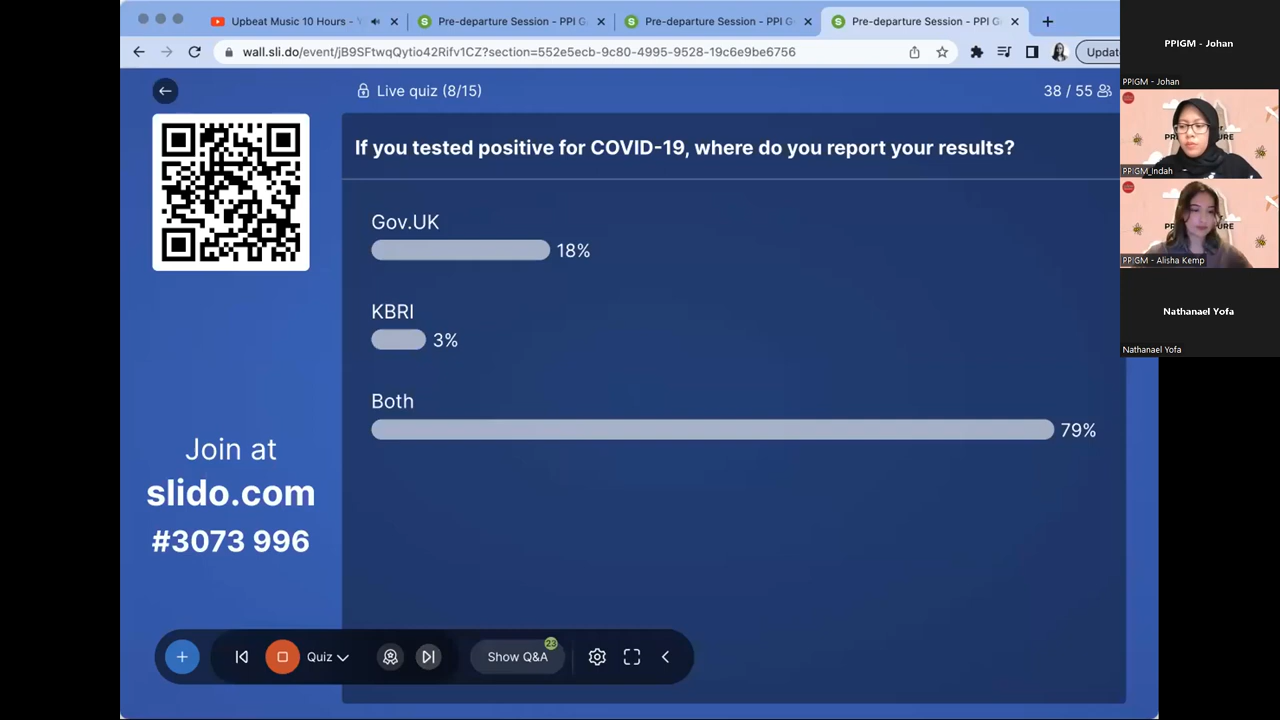 Upbeat Music 10 Hours -
Pre-departure Session - PPI G
Pre-departure Session - PPI G
Pre-departure Session - PPI G
wall.sli.do/event/jB9SFtwqQytio42Rifv1CZ?section=552e5ecb-9c80-4995-9528-19c6e9be6756
Update
Live quiz (8/15)
38 / 55
If you tested positive for COVID-19, where do you report your results?
Gov.UK
18%
KBRI
3%
Both
79%
Join at
slido.com
#3073 996
Quiz
Show Q&A
23
PPIGM - Johan
PPIGM - Johan
PPIGM_Indah
PPIGM - Alisha Kemp
Nathanael Yofa
Nathanael Yofa